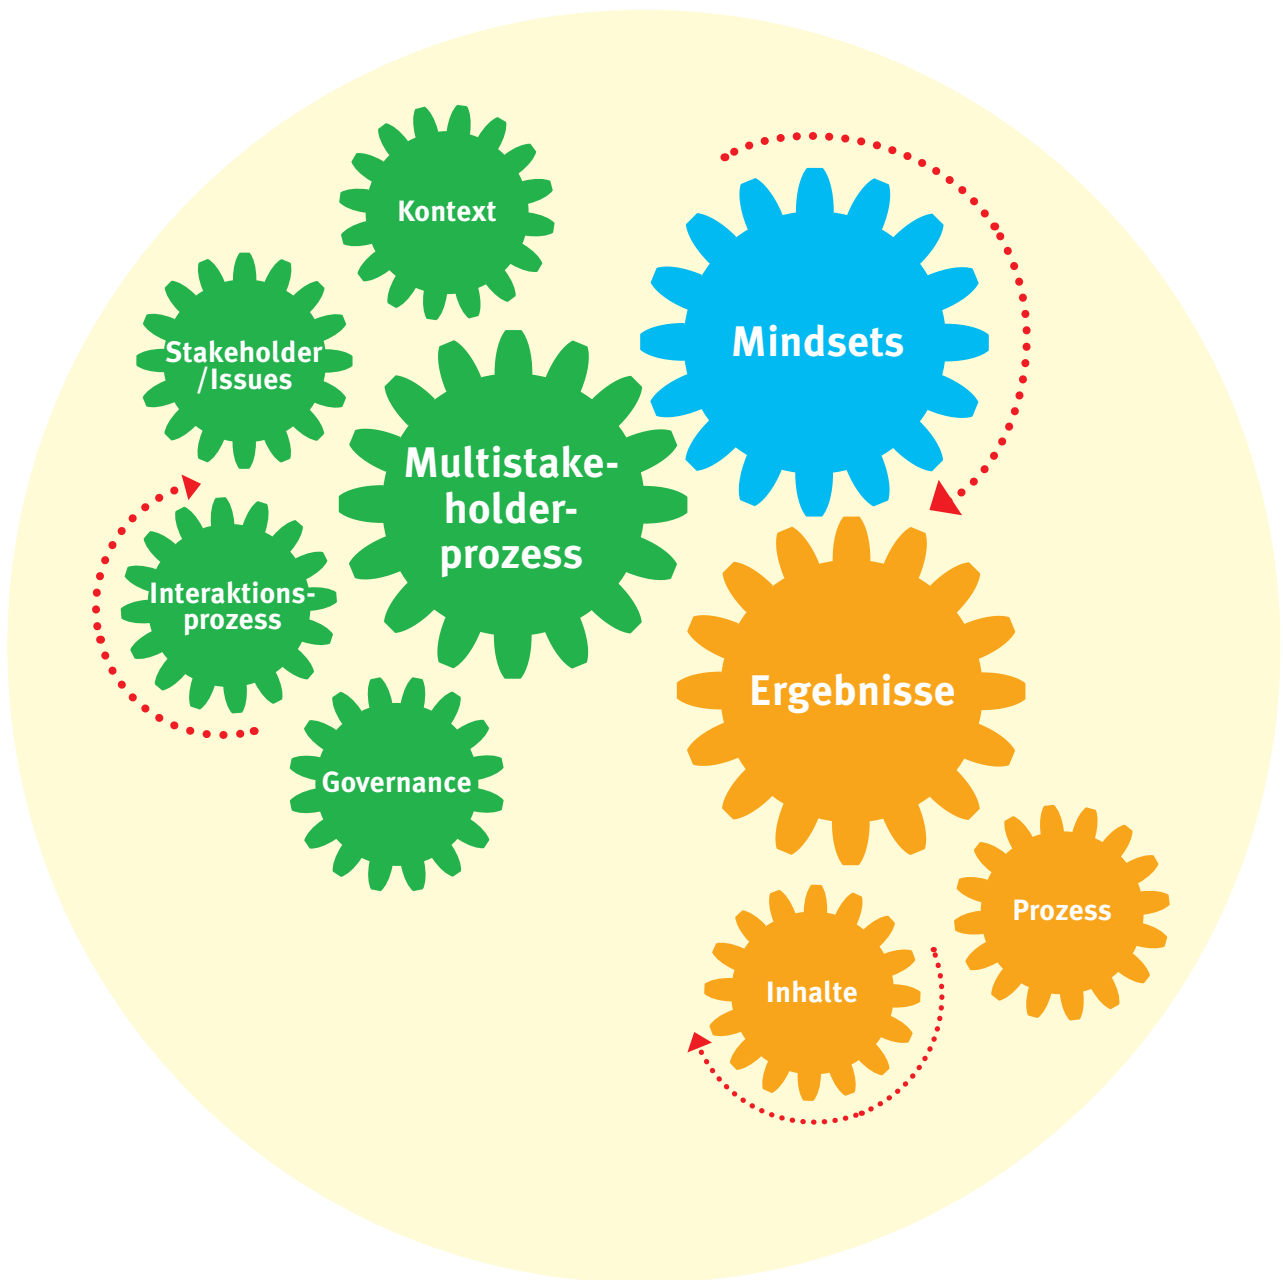 Kontext
Mindsets
Stakeholder
/Issues
Multistake-
holder-
prozess
Interaktions-
prozess
Ergebnisse
Governance
Prozess
Inhalte